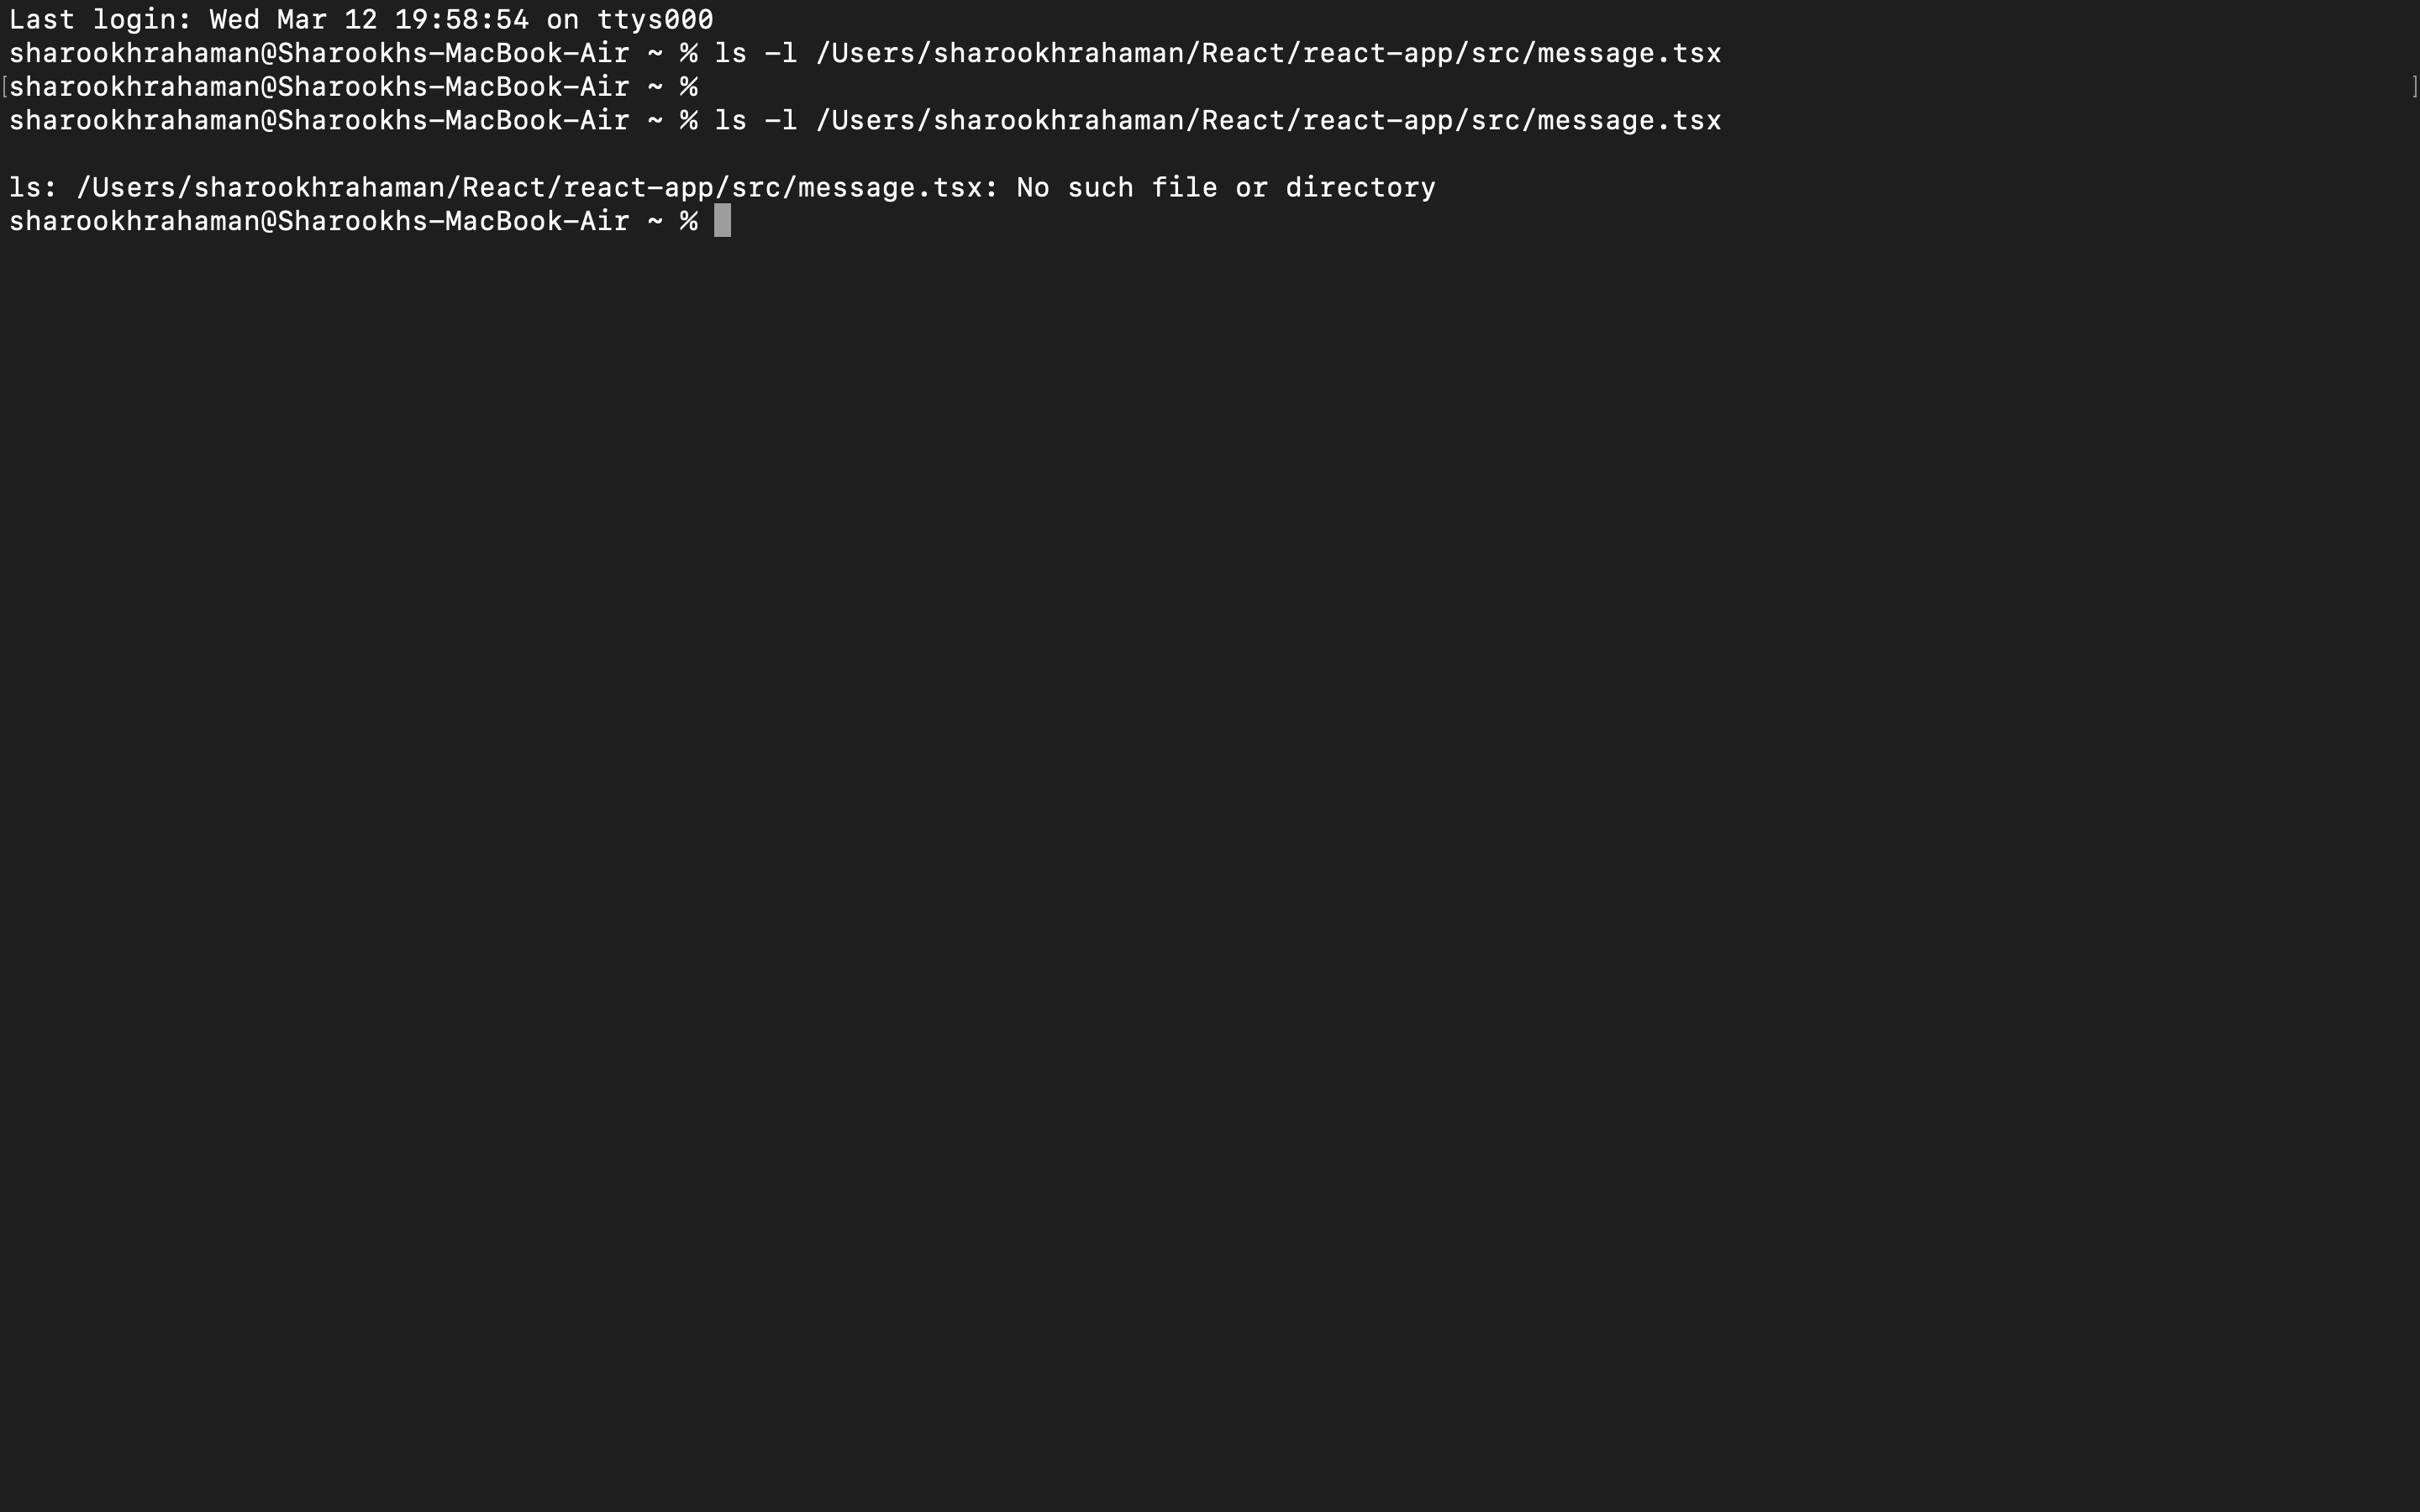 Last login: Wed Mar 12 19:58:54 on ttys000
sharookhrahaman@Sharookhs-MacBook-Air ~ % ls -l /Users/sharookhrahaman/React/react-app/src/message.tsx
[sharookhrahaman@Sharookhs-MacBook-Air ~ % ]
sharookhrahaman@Sharookhs-MacBook-Air ~ % ls -l /Users/sharookhrahaman/React/react-app/src/message.tsx
ls: /Users/sharookhrahaman/React/react-app/src/message.tsx: No such file or directory
sharookhrahaman@Sharookhs-MacBook-Air ~ %